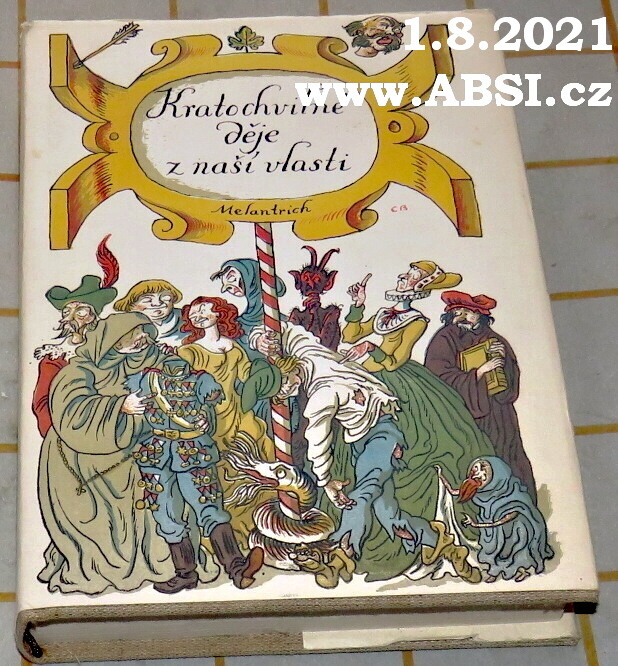 1.8.2021
www.ABSI.cz
Kratochvilné
děje
z naší vlasti
Melantrich
CB